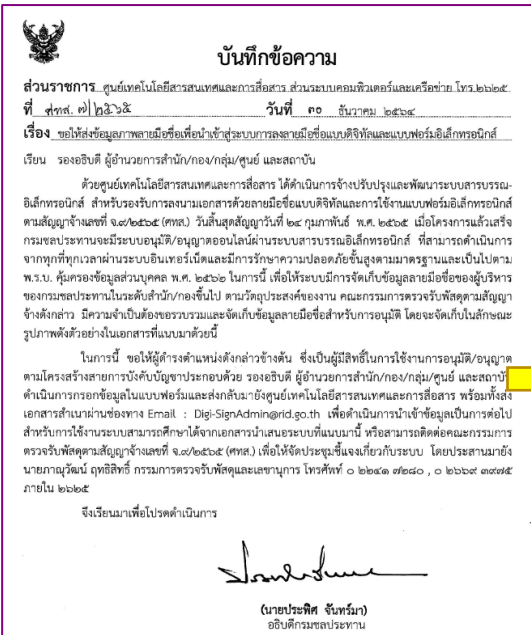 บันทึกข้อความ
ส่วนราชการ ศูนย์เทคโนโลยีสารสนเทศและการสื่อสาร ส่วนระบบคอมพิวเตอร์และเครือข่าย โทร.๒๖๒๕
ที่ ศทส. ๗/๒๕๖๕ วันที่ ๓๐ ธันวาคม ๒๕๖๔
เรื่อง ขอให้ส่งข้อมูลภาพลายมือชื่อเพื่อนำเข้าสู่ระบบการลงลายมือชื่อแบบดิจิทัลและแบบฟอร์มอิเล็กทรอนิกส์
เรียน รองอธิบดี ผู้อำนวยการสำนัก/กอง/กลุ่ม/ศูนย์ และสถาบัน
ด้วยศูนย์เทคโนโลยีสารสนเทศและการสื่อสาร ได้ดำเนินการจ้างปรับปรุงและพัฒนาระบบสารบรรณ-
อิเล็กทรอนิกส์ สำหรับรองรับการลงนามเอกสารด้วยลายมือชื่อแบบดิจิทัลและการใช้งานแบบฟอร์มอิเล็กทรอนิกส์
ตามสัญญาจ้างเลขที่ จ.๙/๒๕๖๕ (ศทส.) วันสิ้นสุดสัญญาวันที่ ๒๔ กุมภาพันธ์ พ.ศ. ๒๕๖๕ เมื่อโครงการแล้วเสร็จ
กรมชลประทานจะมีระบบอนุมัติ/อนุญาตออนไลน์ผ่านระบบสารบรรณอิเล็กทรอนิกส์ ที่สามารถดำเนินการ
จากทุกที่ทุกเวลาผ่านระบบอินเทอร์เน็ตและมีการรักษาความปลอดภัยขั้นสูงตามมาตรฐานและเป็นไปตาม
พ.ร.บ. คุ้มครองข้อมูลส่วนบุคคล พ.ศ. ๒๕๖๒ ในการนี้ เพื่อให้ระบบมีการจัดเก็บข้อมูลลายมือชื่อของผู้บริหาร
ของกรมชลประทานในระดับสำนัก/กองขึ้นไป ตามวัตถุประสงค์ของงาน คณะกรรมการตรวจรับพัสดุตามสัญญา
จ้างดังกล่าว มีความจำเป็นต้องขอรวบรวมและจัดเก็บข้อมูลลายมือชื่อสำหรับการอนุมัติ โดยจะจัดเก็บในลักษณะ
รูปภาพดังตัวอย่างในเอกสารที่แนบมาด้วยนี้
ในการนี้ ขอให้ผู้ดำรงตำแหน่งดังกล่าวข้างต้น ซึ่งเป็นผู้มีสิทธิ์ในการใช้งานการอนุมัติ/อนุญาต
ตามโครงสร้างสายการบังคับบัญชาประกอบด้วย รองอธิบดี ผู้อำนวยการสำนัก/กอง/กลุ่ม/ศูนย์ และสถาบั
ดำเนินการกรอกข้อมูลในแบบฟอร์มและส่งกลับมายังศูนย์เทคโนโลยีสารสนเทศและการสื่อสาร พร้อมทั้งส่ง
เอกสารสำเนาผ่านช่องทาง Email : Digi-SignAdmin@rid.go.th เพื่อดำเนินการนำเข้าข้อมูลเป็นการต่อไป
สำหรับการใช้งานระบบสามารถศึกษาได้จากเอกสารนำเสนอระบบที่แนบมานี้ หรือสามารถติดต่อคณะกรรมการ
ตรวจรับพัสดุตามสัญญาจ้างเลขที่ จ.๙/๒๕๖๕ (ศทส.) เพื่อให้จัดประชุมชี้แจงเกี่ยวกับระบบ โดยประสานมายัง
นายภาณุวัฒน์ ฤทธิสิทธิ์ กรรมการตรวจรับพัสดุและเลขานุการ โทรศัพท์ ๐ ๒๒๔๑ ๗๒๘๐ , ๐ ๒๖๖๙ ๓๙๗๕
ภายใน ๒๖๒๕
จึงเรียนมาเพื่อโปรดดำเนินการ
(นายประพิศ จันทร์มา)
อธิบดีกรมชลประทาน